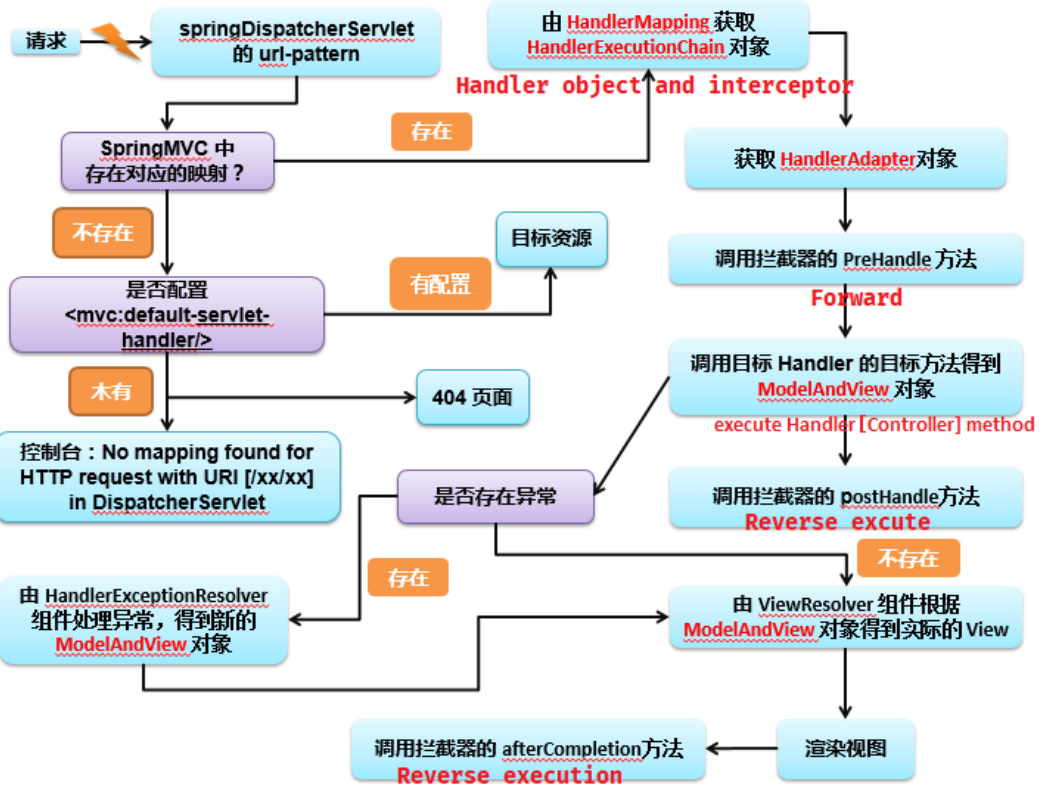 请求
springDispatcherServlet
的 url-pattern
由 HandlerMapping 获取
HandlerExecutionChain 对象
Handler object and interceptor
存在
SpringMVC 中
存在对应的映射？
获取 HandlerAdapter对象
不存在
目标资源
调用拦截器的 PreHandle 方法
Forward
有配置
是否配置
<mvc:default-servlet-
handler/>
调用目标 Handler 的目标方法得到
ModelAndView 对象
execute Handler[Controller] method
木有
404 页面
控制台：No mapping found for
HTTP request with URI [/xx/xx]
in DispatcherServlet
是否存在异常
调用拦截器的 postHandle方法
Reverse excute
不存在
存在
由 HandlerExceptionResolver
组件处理异常，得到新的
ModelAndView 对象
由 ViewResolver 组件根据
ModelAndView 对象得到实际的 View
调用拦截器的 afterCompletion方法
Reverse execution
渲染视图